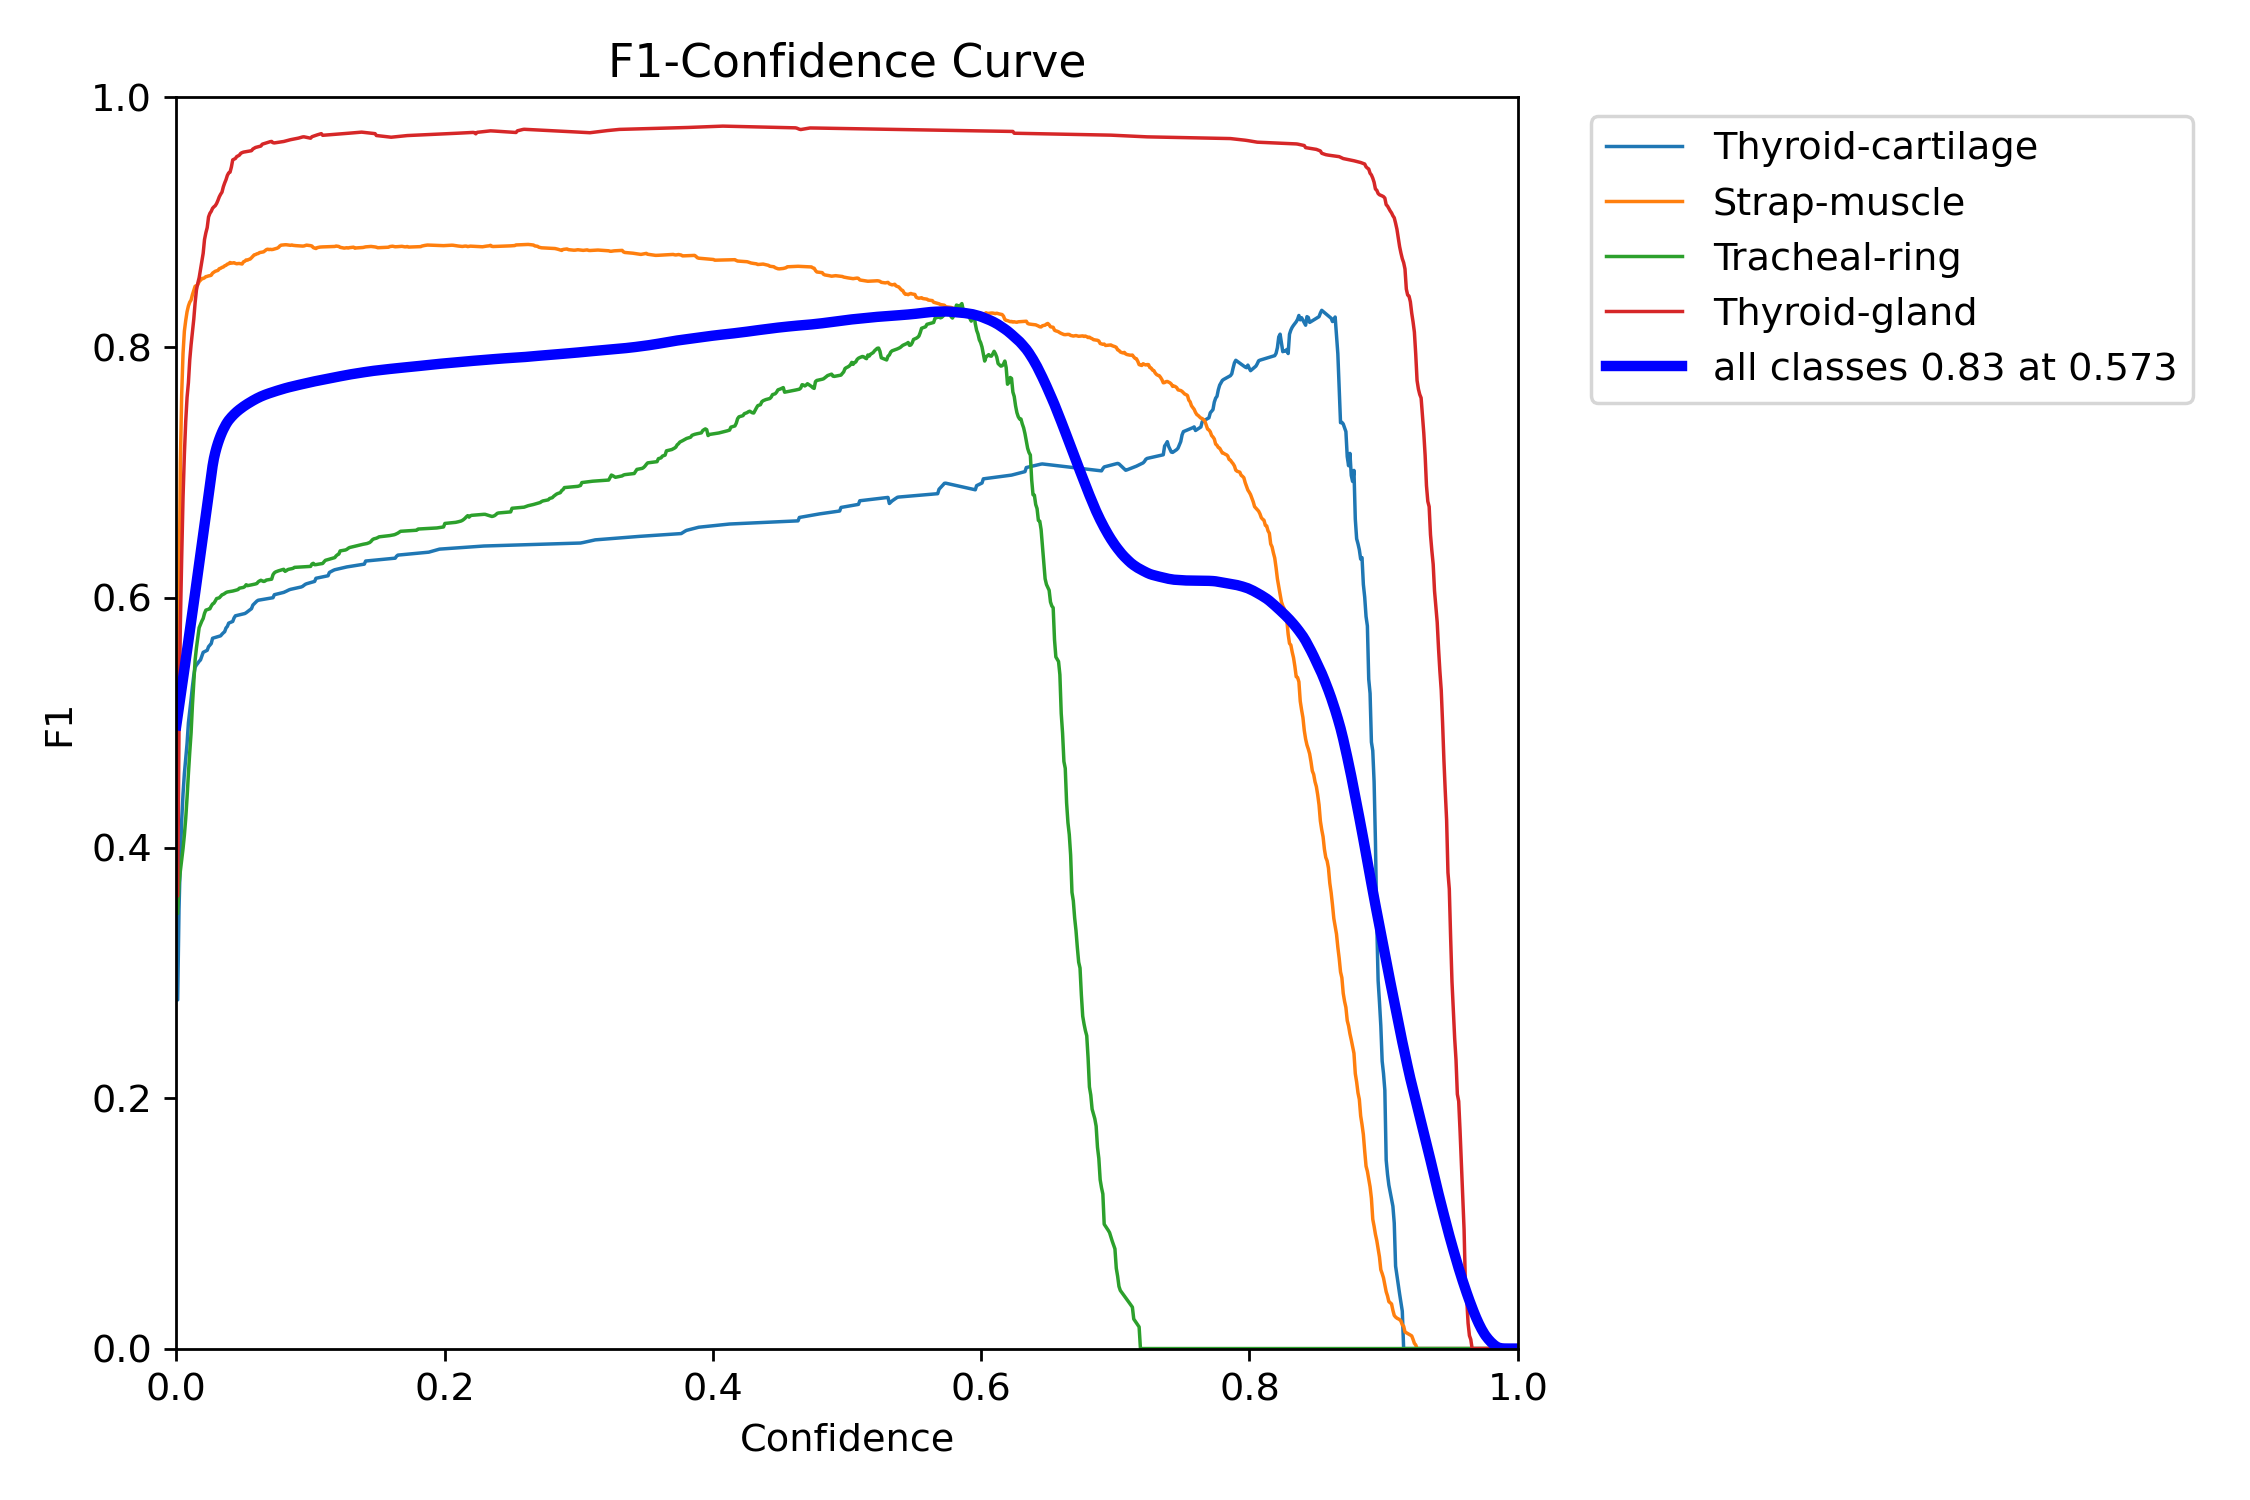 F1-Confidence Curve
1.0
0.8
0.6
0.4
0.2
0.0
F1
0.0 0.2 0.4 0.6 0.8 1.0
Confidence
Thyroid-cartilage
Strap-muscle
Tracheal-ring
Thyroid-gland
all classes 0.83 at 0.573